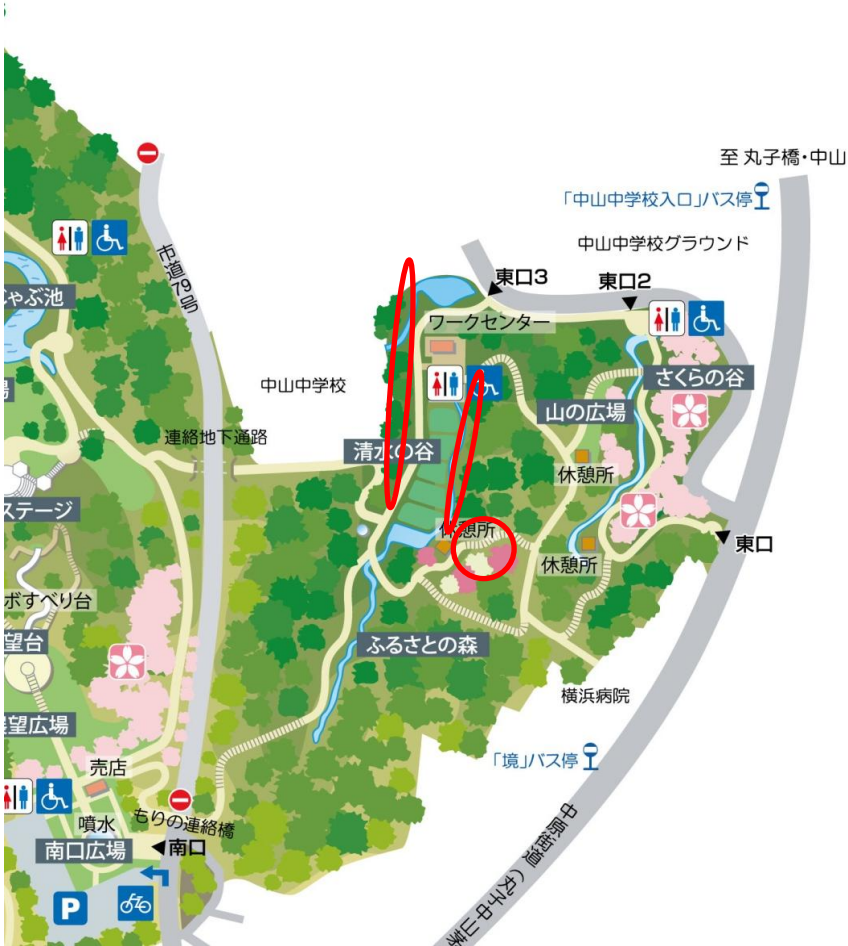 至 丸子橋・中山
「中山中学校入口」バス停
中山中学校グラウンド
市道79号
東口3
東口2
ゃぶ池
ワークセンター
さくらの谷
中山中学校
山の広場
連絡地下通路
清水の谷
休憩所
ステージ
休憩所
東口
休憩所
ボすべり台
望台
ふるさとの森
横浜病院
望広場
「境」バス停
売店
噴水
もりの連絡橋
南口広場
南口
P
中原街道(丸子中山茅